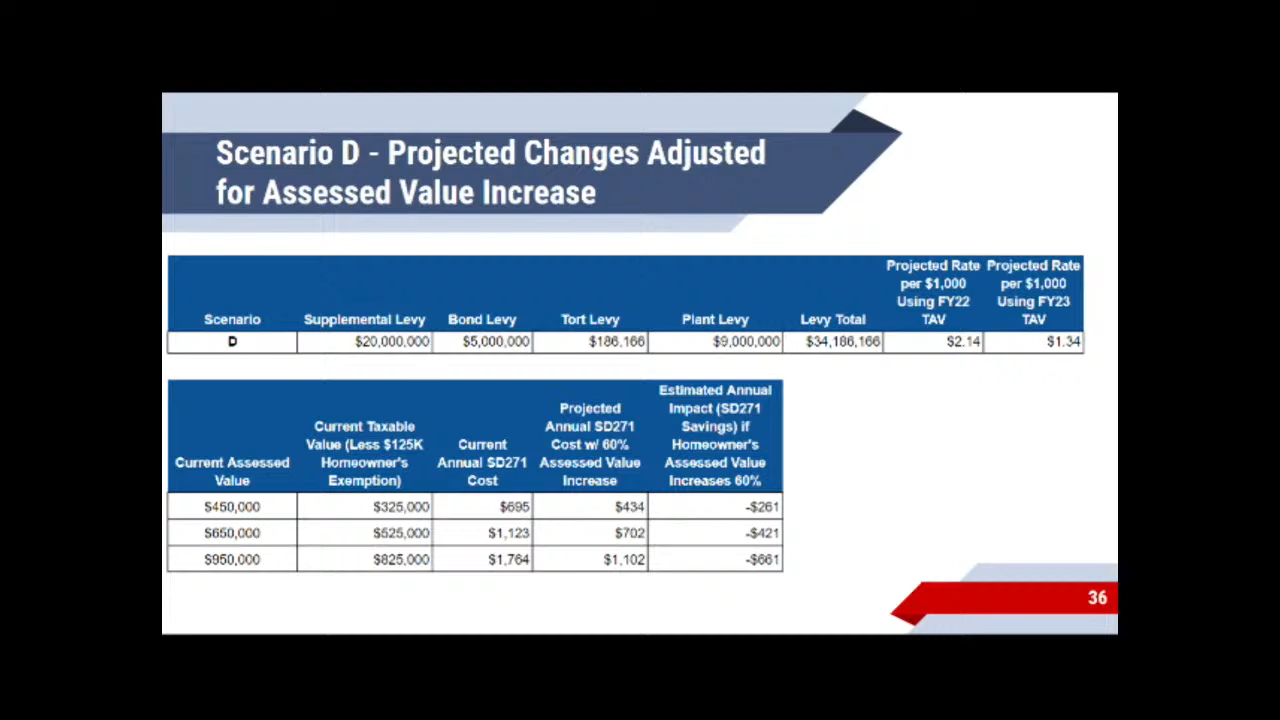 Scenario D - Projected Changes Adjusted
for Assessed Value Increase
Scenario Supplemental Levy Bond Levy Tort Levy Plant Levy Levy Total Projected Rate per $1,000 Using FY22 TAV Projected Rate per $1,000 Using FY23 TAV
D $20,000,000 $5,000,000 $186,166 $9,000,000 $34,186,166 $2.14 $1.34
Current Assessed Value Current Taxable Value (Less $125K Homeowner's Exemption) Current Annual SD271 Cost Projected Annual SD271 Cost w/ 60% Assessed Value Increase Estimated Annual Impact (SD271 Savings) if Homeowner's Assessed Value Increases 60%
$450,000 $325,000 $695 $434 -$261
$650,000 $525,000 $1,123 $702 -$421
$950,000 $825,000 $1,764 $1,102 -$661
36